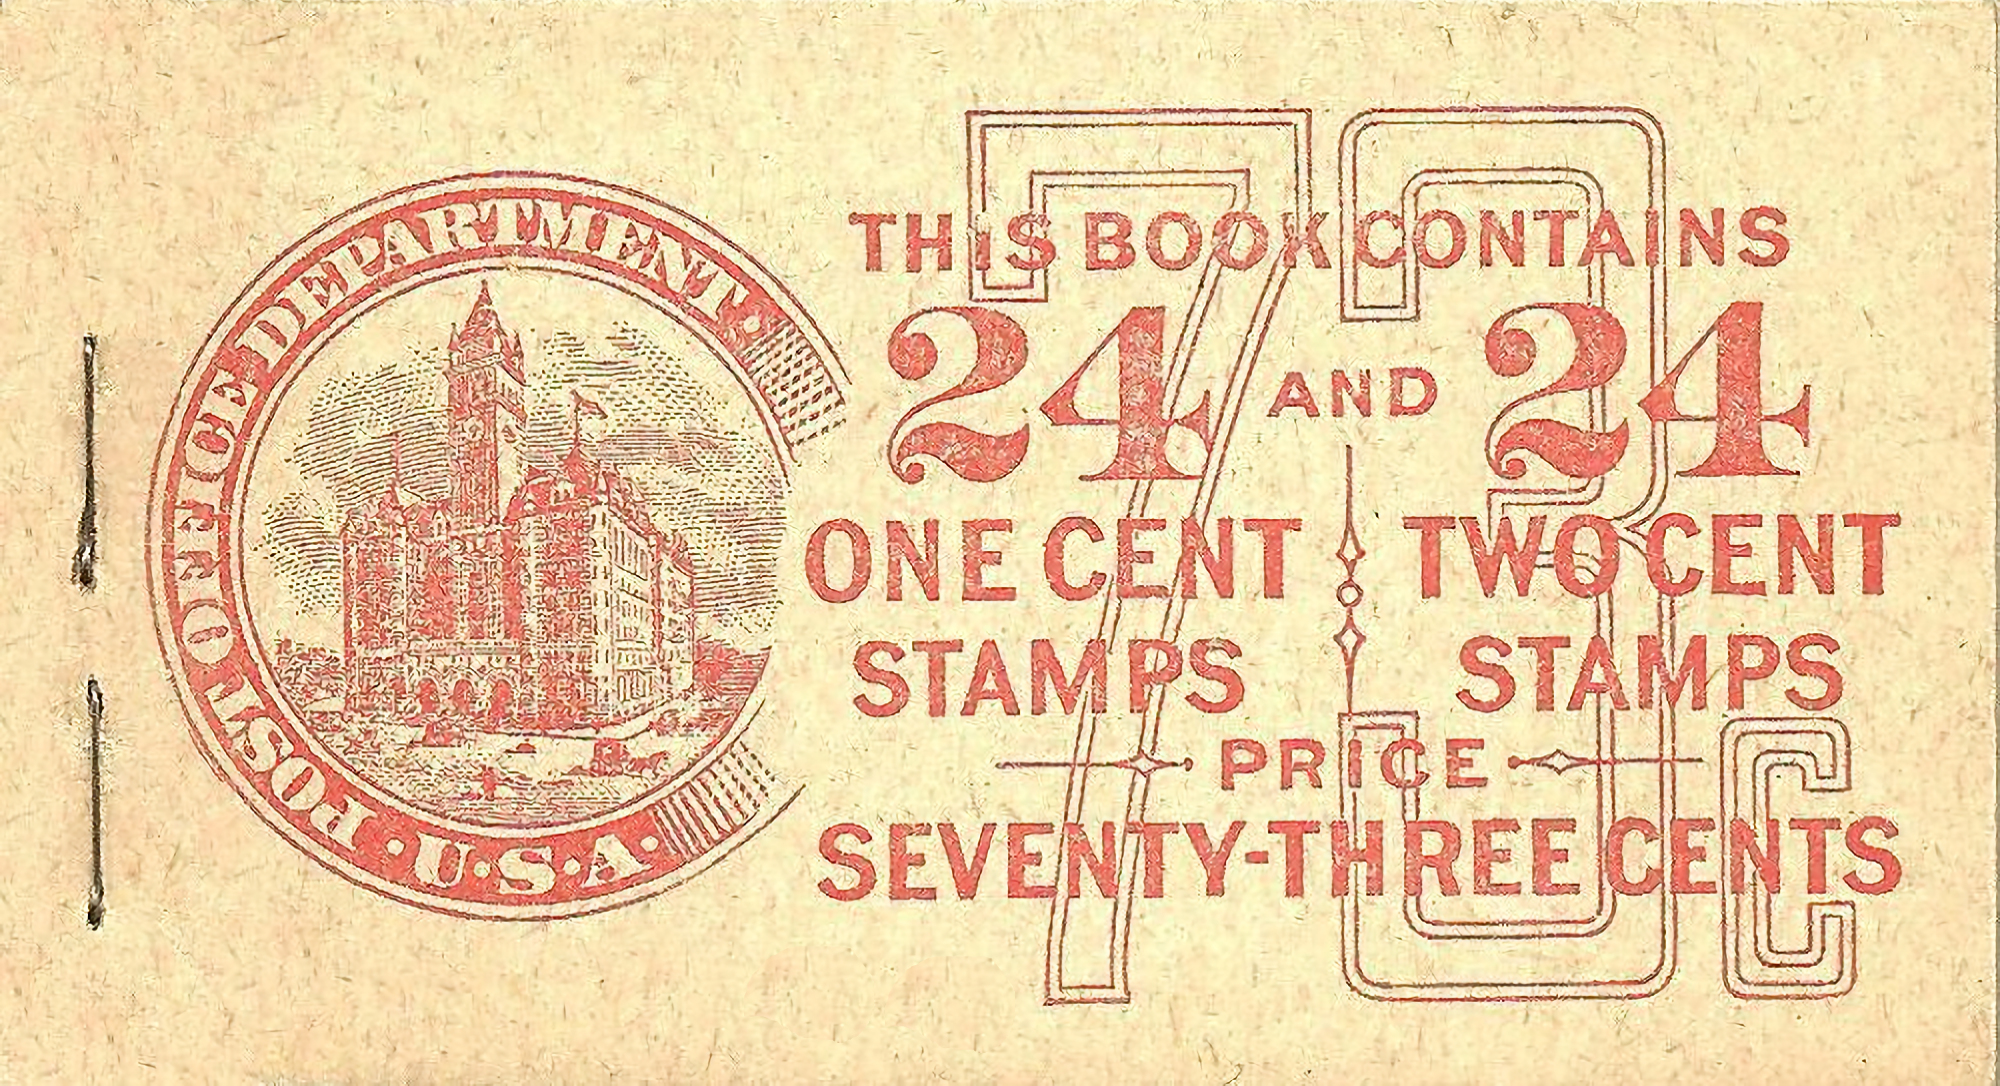 POST OFFICE DEPARTMENT · U · S · A ·
THIS BOOK CONTAINS
24 AND 24
ONE CENT TWO CENT
STAMPS STAMPS
PRICE
SEVENTY-THREE CENTS
73c